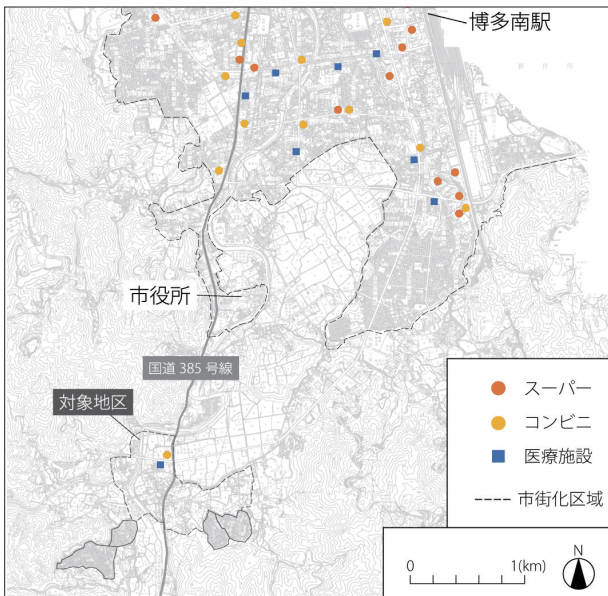 博多南駅
市役所
国道 385 号線
対象地区
スーパー
コンビニ
医療施設
市街化区域
0 1(km)
N